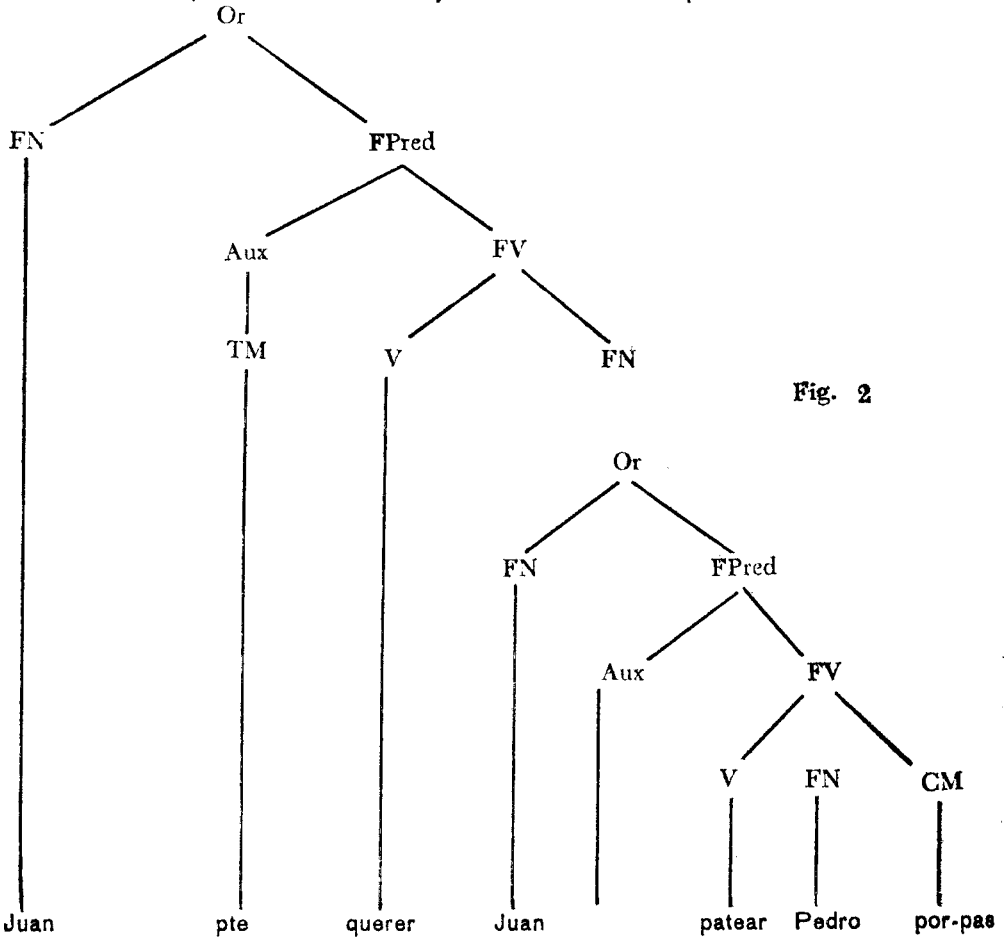 Or
FN FPred
Aux FV
TM V FN
Fig. 2
Or
FN FPred
Aux FV
V FN CM
Juan pte querer Juan patear Pedro por-pas